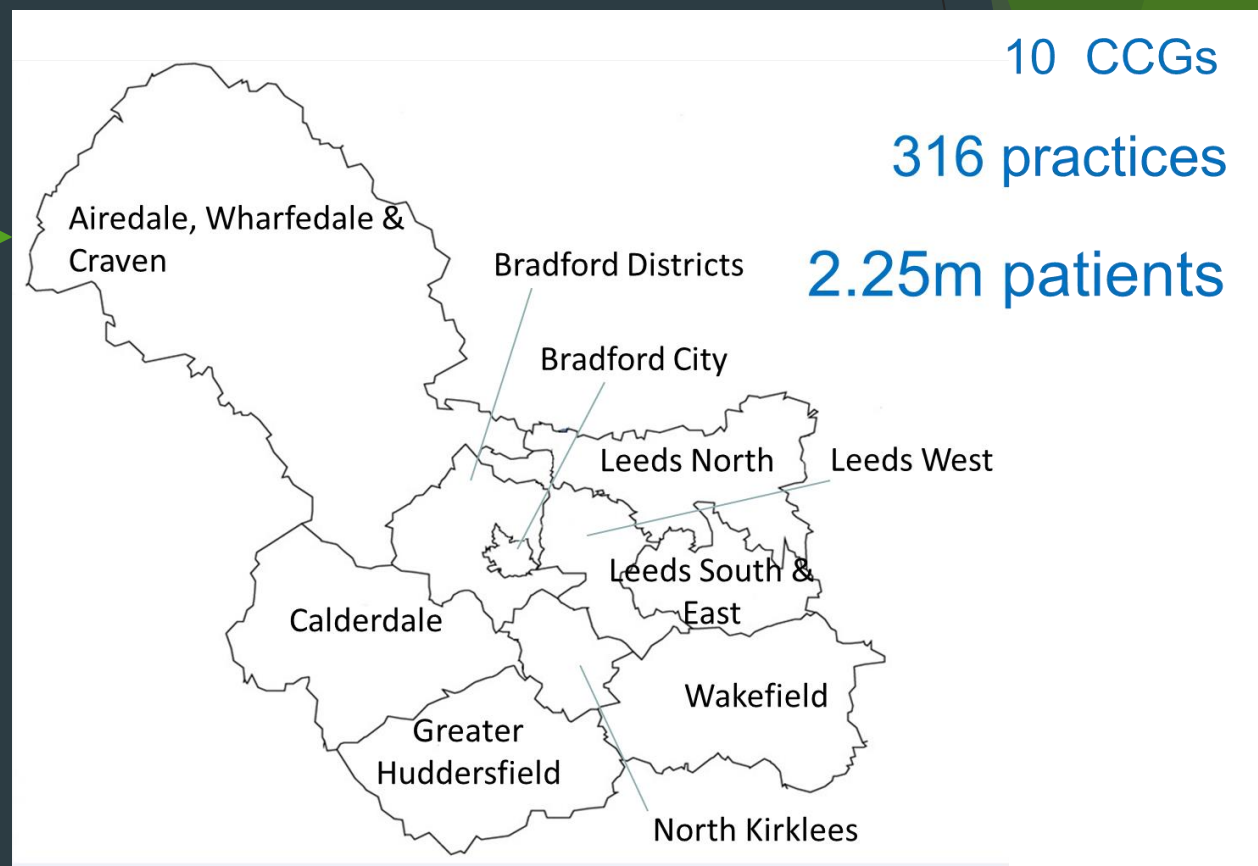 10 CCGs
316 practices
2.25m patients
Airedale, Wharfedale &
Craven
Bradford Districts
Bradford City
Leeds North
Leeds West
Leeds South &
East
Calderdale
Wakefield
Greater
Huddersfield
North Kirklees